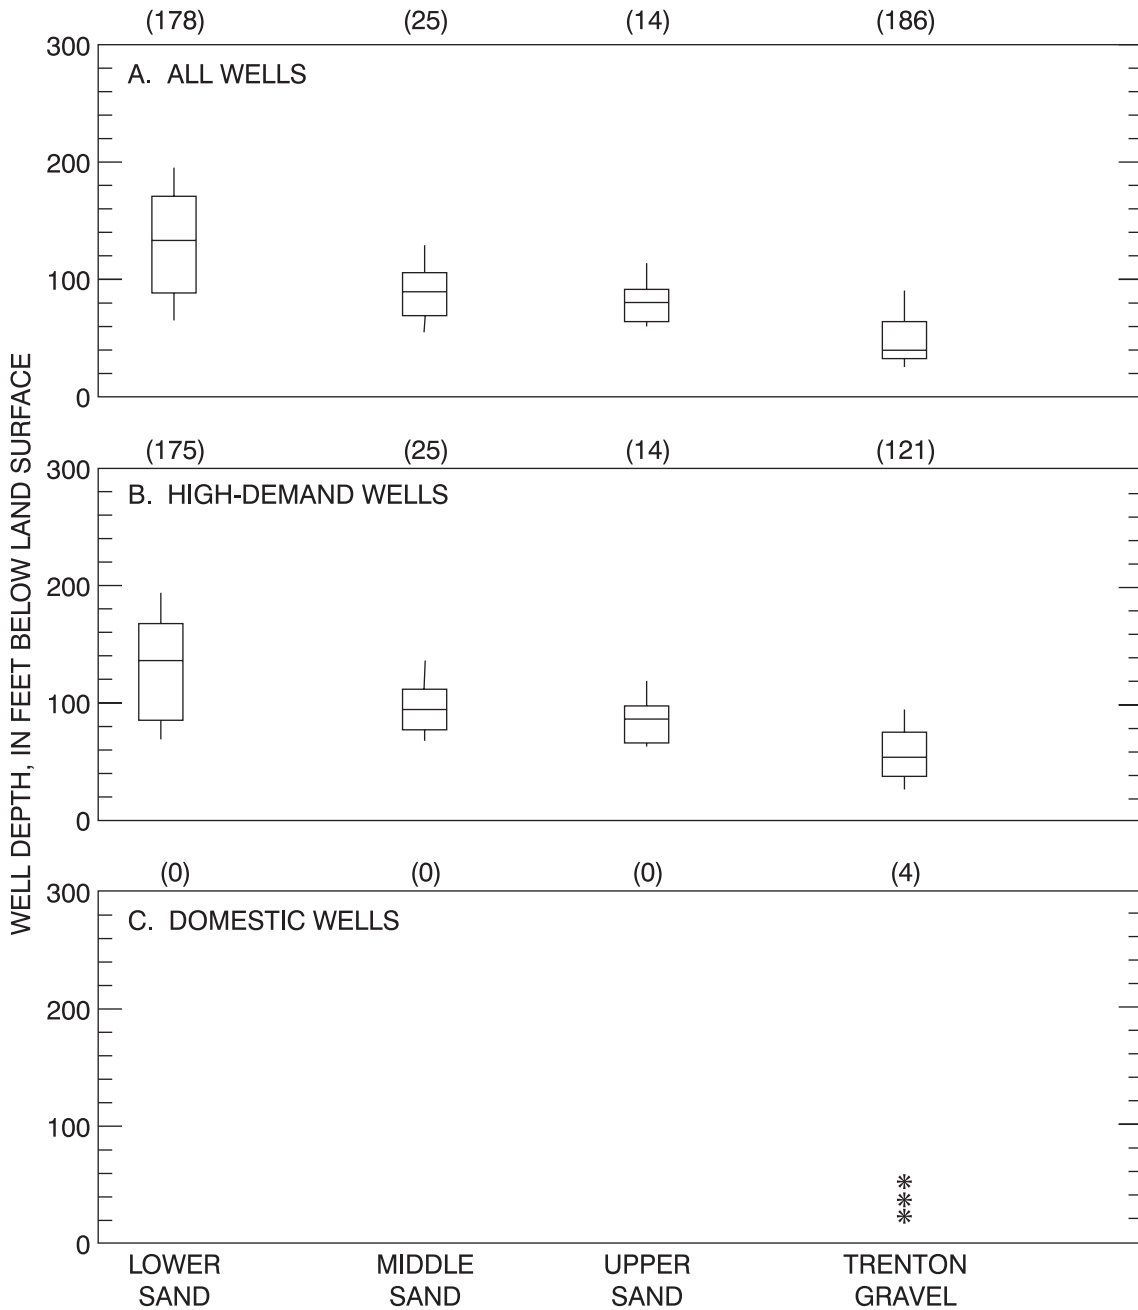 (178) (25) (14) (186)
300
A. ALL WELLS
200
100
0
(175) (25) (14) (121)
300
B. HIGH-DEMAND WELLS
200
100
0
(0) (0) (0) (4)
300
C. DOMESTIC WELLS
200
100
0
WELL DEPTH, IN FEET BELOW LAND SURFACE
LOWER SAND
MIDDLE SAND
UPPER SAND
TRENTON GRAVEL